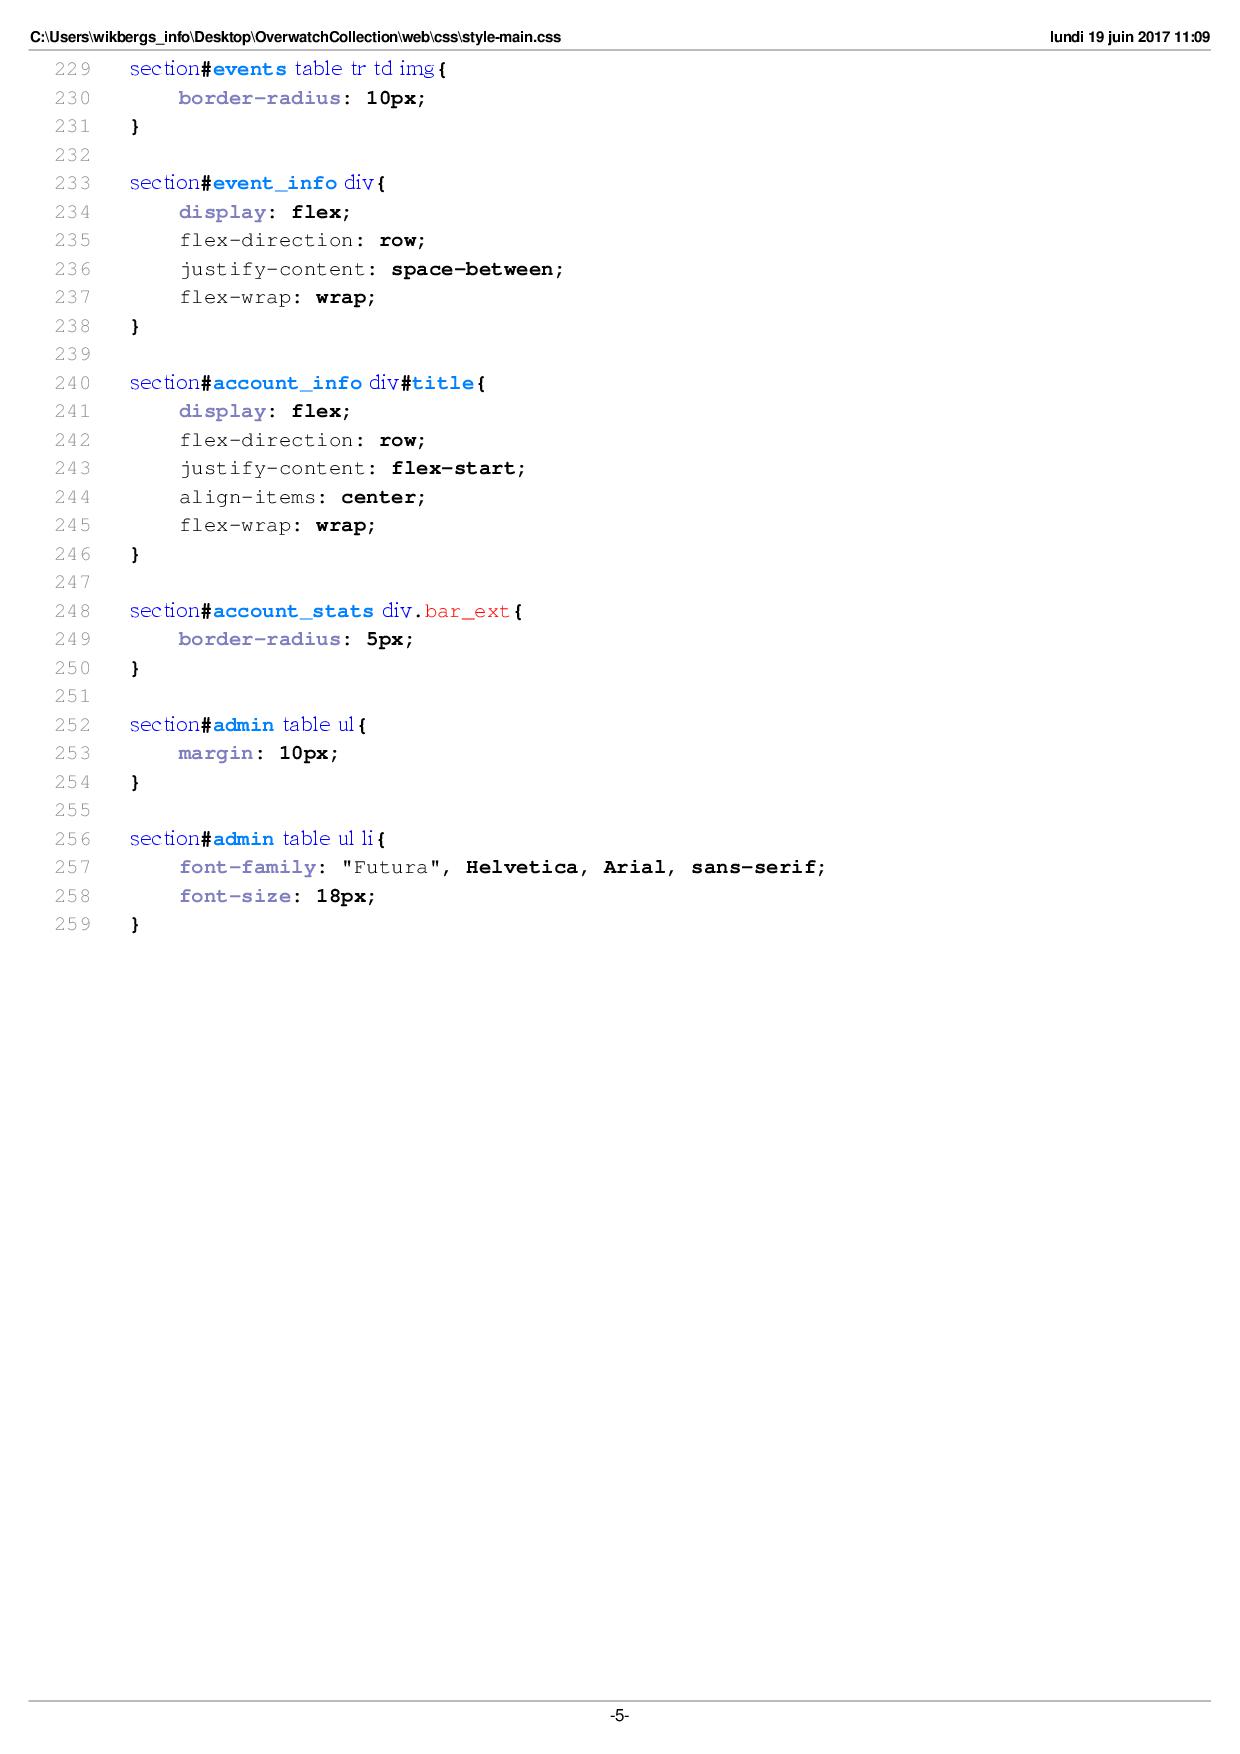 C:\Users\wikbergs_info\Desktop\OverwatchCollection\web\css\style-main.css lundi 19 juin 2017 11:09
229 section#events table tr td img{
230 border-radius: 10px;
231 }
232
233 section#event_info div{
234 display: flex;
235 flex-direction: row;
236 justify-content: space-between;
237 flex-wrap: wrap;
238 }
239
240 section#account_info div#title{
241 display: flex;
242 flex-direction: row;
243 justify-content: flex-start;
244 align-items: center;
245 flex-wrap: wrap;
246 }
247
248 section#account_stats div.bar_ext{
249 border-radius: 5px;
250 }
251
252 section#admin table ul{
253 margin: 10px;
254 }
255
256 section#admin table ul li{
257 font-family: "Futura", Helvetica, Arial, sans-serif;
258 font-size: 18px;
259 }
-5-